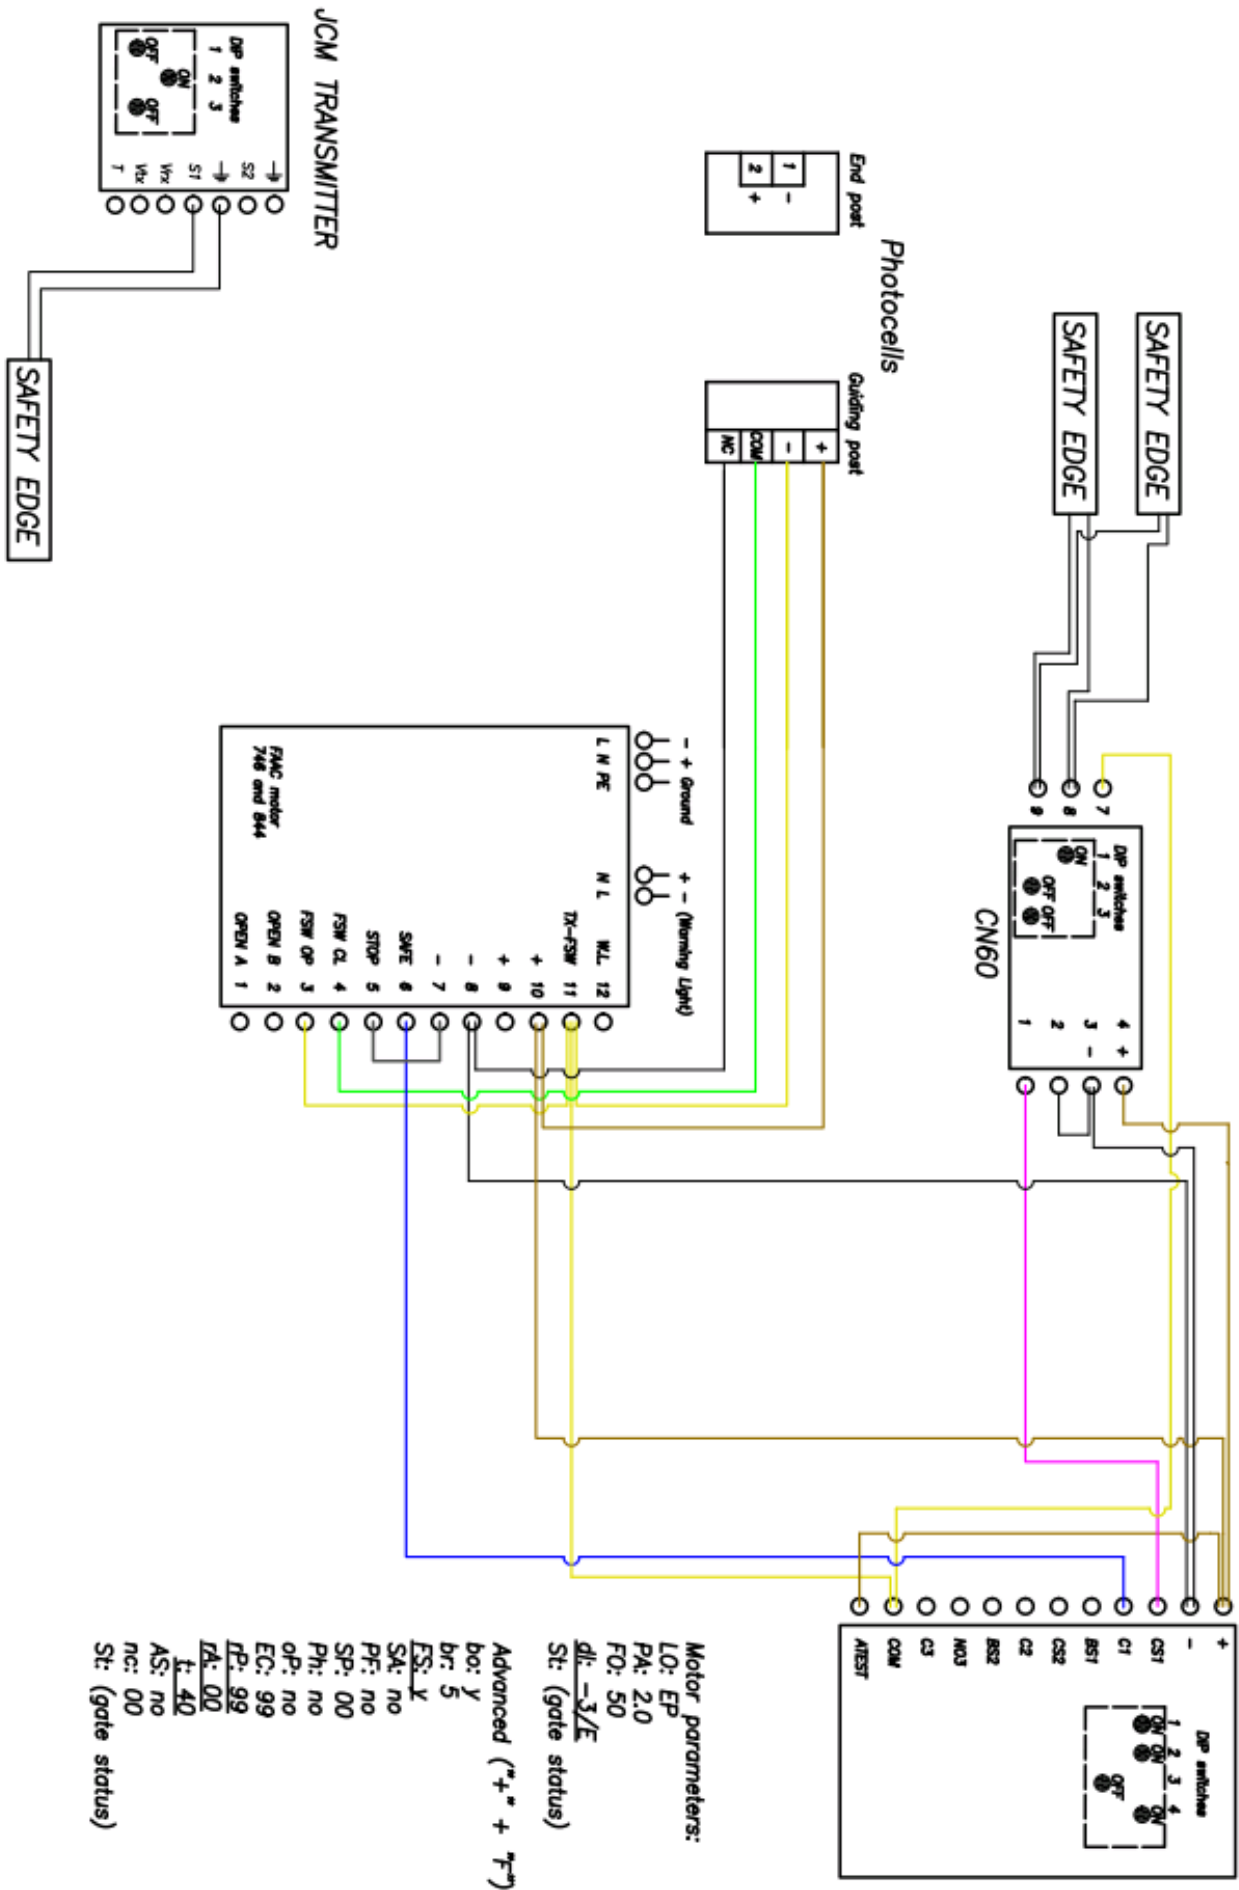 SAFETY EDGE
SAFETY EDGE
7
8
9
DIP switches
1 2 3
ON
OFF OFF
4 +
3 -
2
1
CN60
+
-
CS1
C1
BS1
CS2
C2
BS2
NO3
C3
COM
ATEST
DIP switches
1 2 3 4
ON ON ON
OFF
Photocells
End post
1 -
2 +
Guiding post
+
-
COM
NC
- + Ground
L N PE
+ - (Warning Light)
N L
W.L. 12
TX-FSW 11
+ 10
+ 9
- 8
- 7
SAFE 6
STOP 5
FSW CL 4
FSW OP 3
OPEN B 2
OPEN A 1
FAAC motor
746 and 844
Motor parameters:
LO: EP
PA: 2.0
FO: 50
dl: -3/E
St: (gate status)
Advanced ("+" + "F")
bo: y
br: 5
FS: y
SA: no
PF: no
SP: 00
Ph: no
oP: no
EC: 99
rP: 99
rA: 00
t: 40
AS: no
nc: 00
St: (gate status)
JCM TRANSMITTER
DIP switches
1 2 3
ON
OFF OFF
S2
S1
Vrx
Vtx
T
SAFETY EDGE